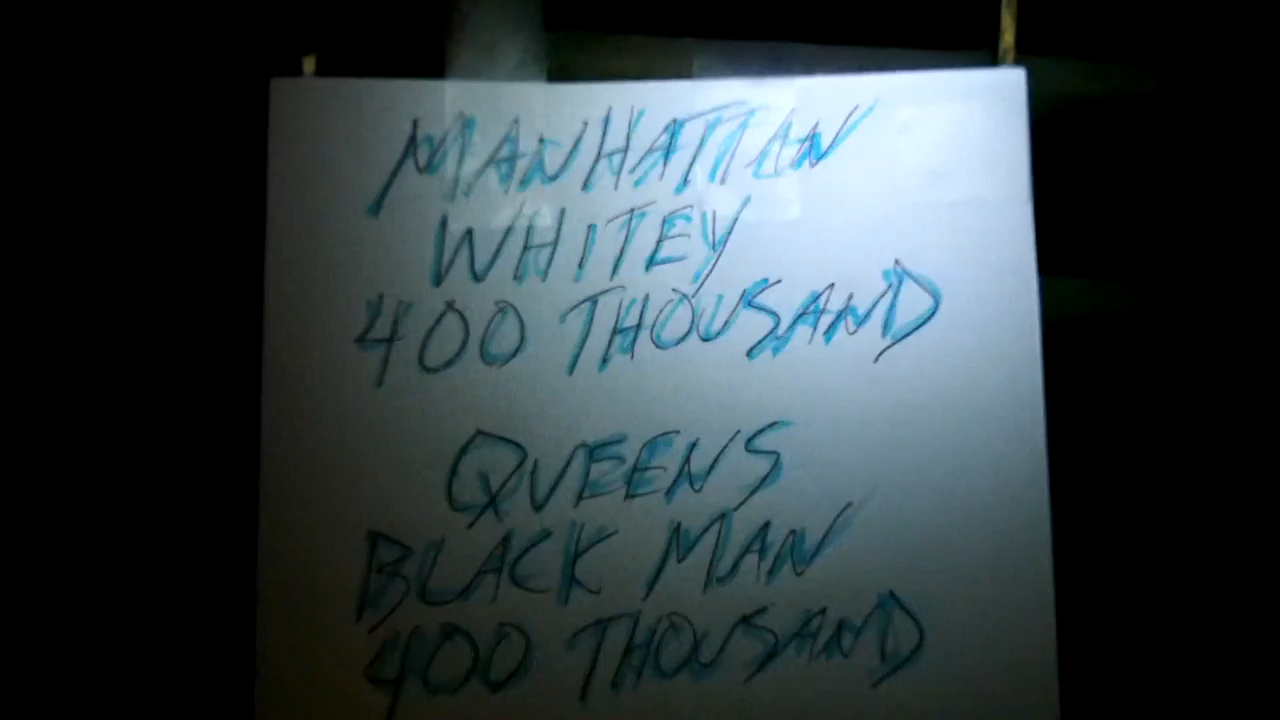 MANHATTAN
WHITEY
400 THOUSAND
QUEENS
BLACK MAN
400 THOUSAND